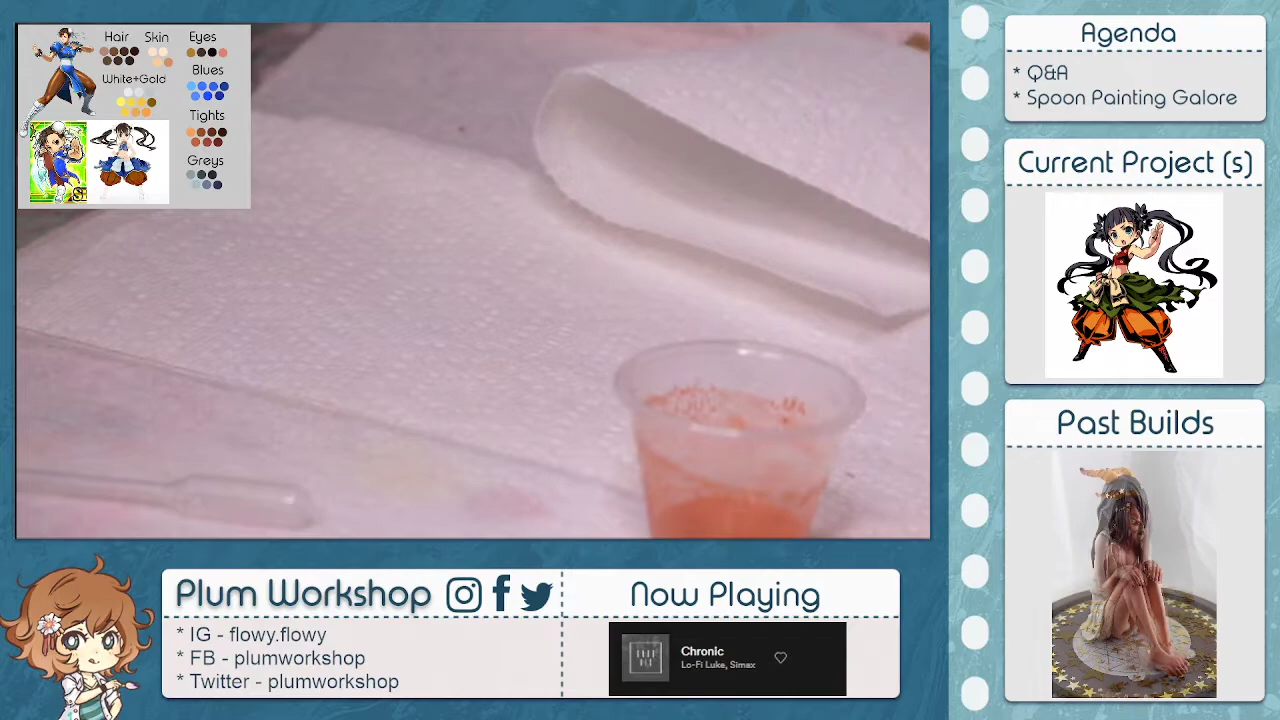 Hair
Skin
Eyes
White+Gold
Blues
Tights
Greys
Agenda
* Q&A
* Spoon Painting Galore
Current Project (s)
Past Builds
Plum Workshop
* IG - flowy.flowy
* FB - plumworkshop
* Twitter - plumworkshop
Now Playing
Chronic
Lo-Fi Luke, Simax